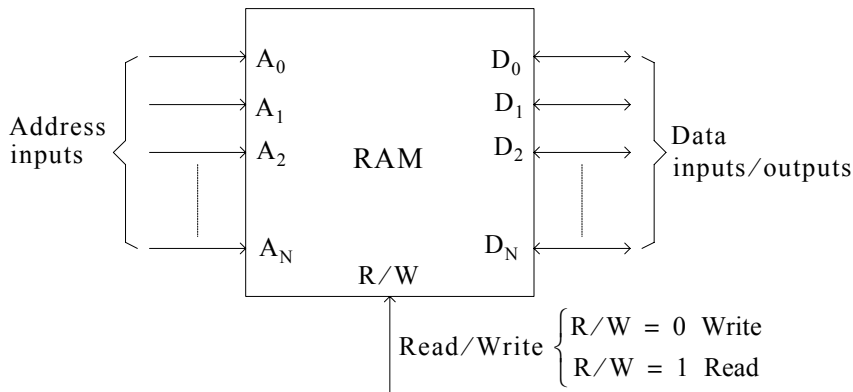 A0
D0
A1
D1
Address
inputs
A2
RAM
D2
Data
inputs/outputs
AN
DN
R/W
Read/Write
R/W = 0 Write
R/W = 1 Read